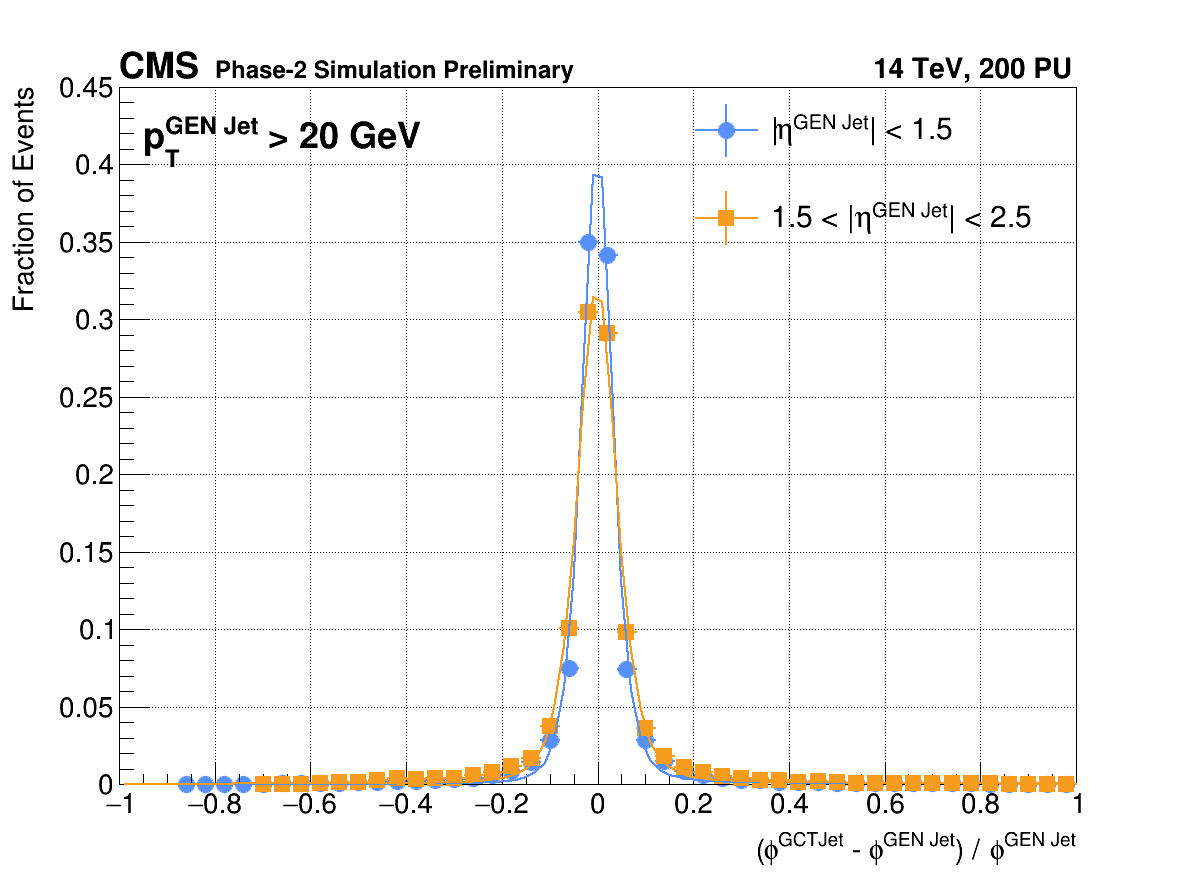 CMS Phase-2 Simulation Preliminary 14 TeV, 200 PU
Fraction of Events
p_T^GEN Jet > 20 GeV
|η^GEN Jet| < 1.5
1.5 < |η^GEN Jet| < 2.5
0.45
0.4
0.35
0.3
0.25
0.2
0.15
0.1
0.05
0
−1 −0.8 −0.6 −0.4 −0.2 0 0.2 0.4 0.6 0.8 1
(ϕ^GCTJet - ϕ^GEN Jet) / ϕ^GEN Jet